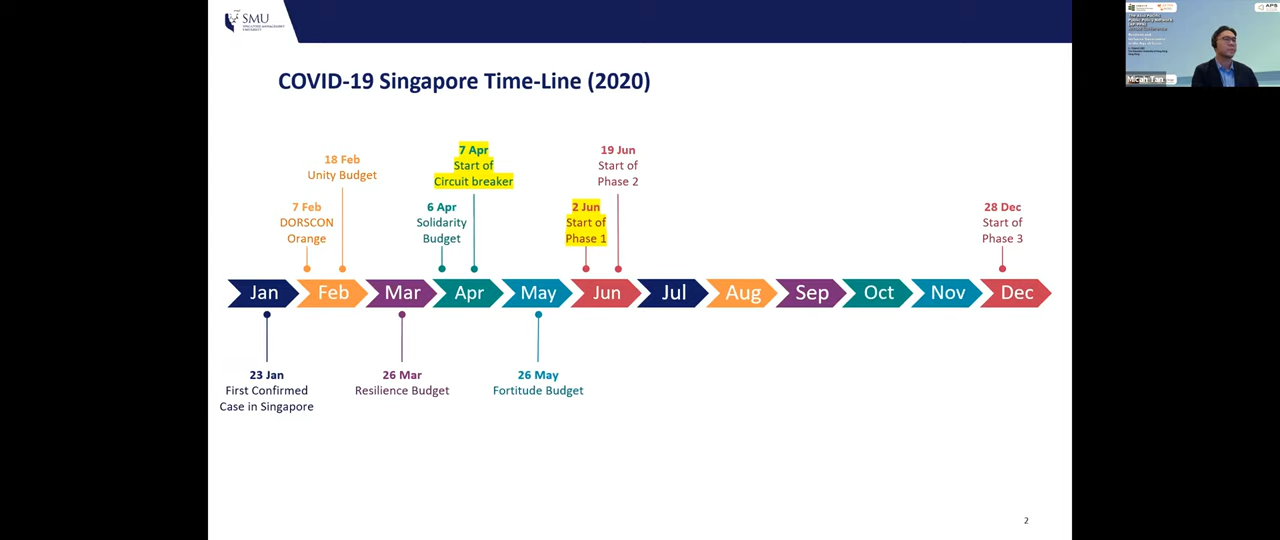 SMU
SINGAPORE MANAGEMENT
UNIVERSITY
COVID-19 Singapore Time-Line (2020)
18 Feb
Unity Budget
7 Apr
Start of
Circuit breaker
19 Jun
Start of
Phase 2
7 Feb
DORSCON
Orange
6 Apr
Solidarity
Budget
2 Jun
Start of
Phase 1
28 Dec
Start of
Phase 3
Jan
Feb
Mar
Apr
May
Jun
Jul
Aug
Sep
Oct
Nov
Dec
23 Jan
First Confirmed
Case in Singapore
26 Mar
Resilience Budget
26 May
Fortitude Budget
2
APS
Micah Tan